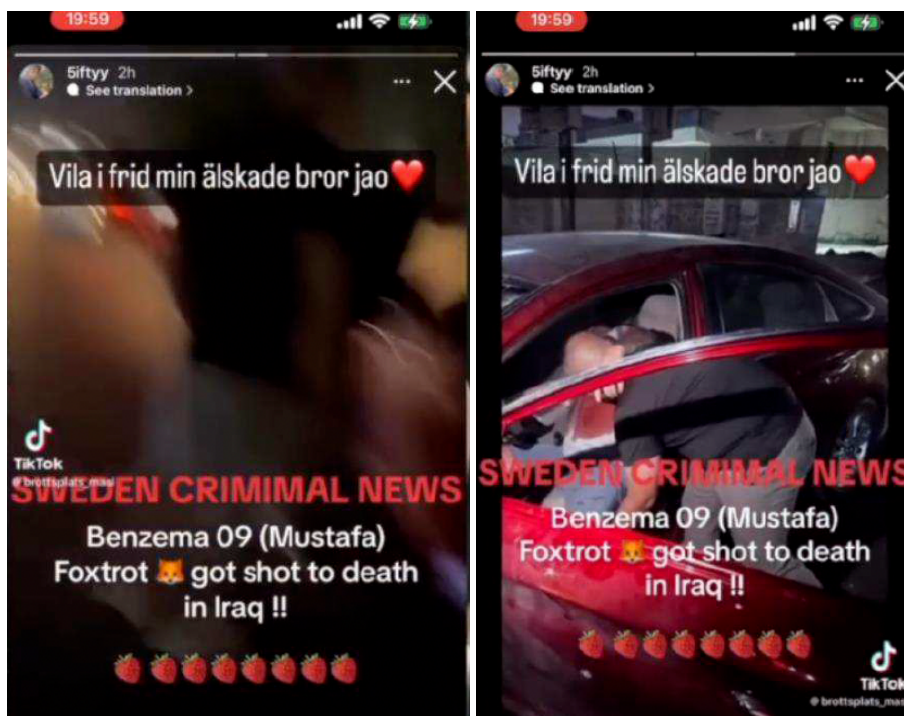 19:59
5iftyy 2h
See translation >
Vila i frid min älskade bror jao❤️
TikTok
@brottsplats_masi
SWEDEN CRIMIMAL NEWS
Benzema 09 (Mustafa)
Foxtrot 🦊 got shot to death
in Iraq !!
🍓🍓🍓🍓🍓🍓🍓🍓
19:59
5iftyy 2h
See translation >
Vila i frid min älskade bror jao❤️
SWEDEN CRIMIMAL NEWS
Benzema 09 (Mustafa)
Foxtrot 🦊 got shot to death
in Iraq !!
🍓🍓🍓🍓🍓🍓🍓🍓
TikTok